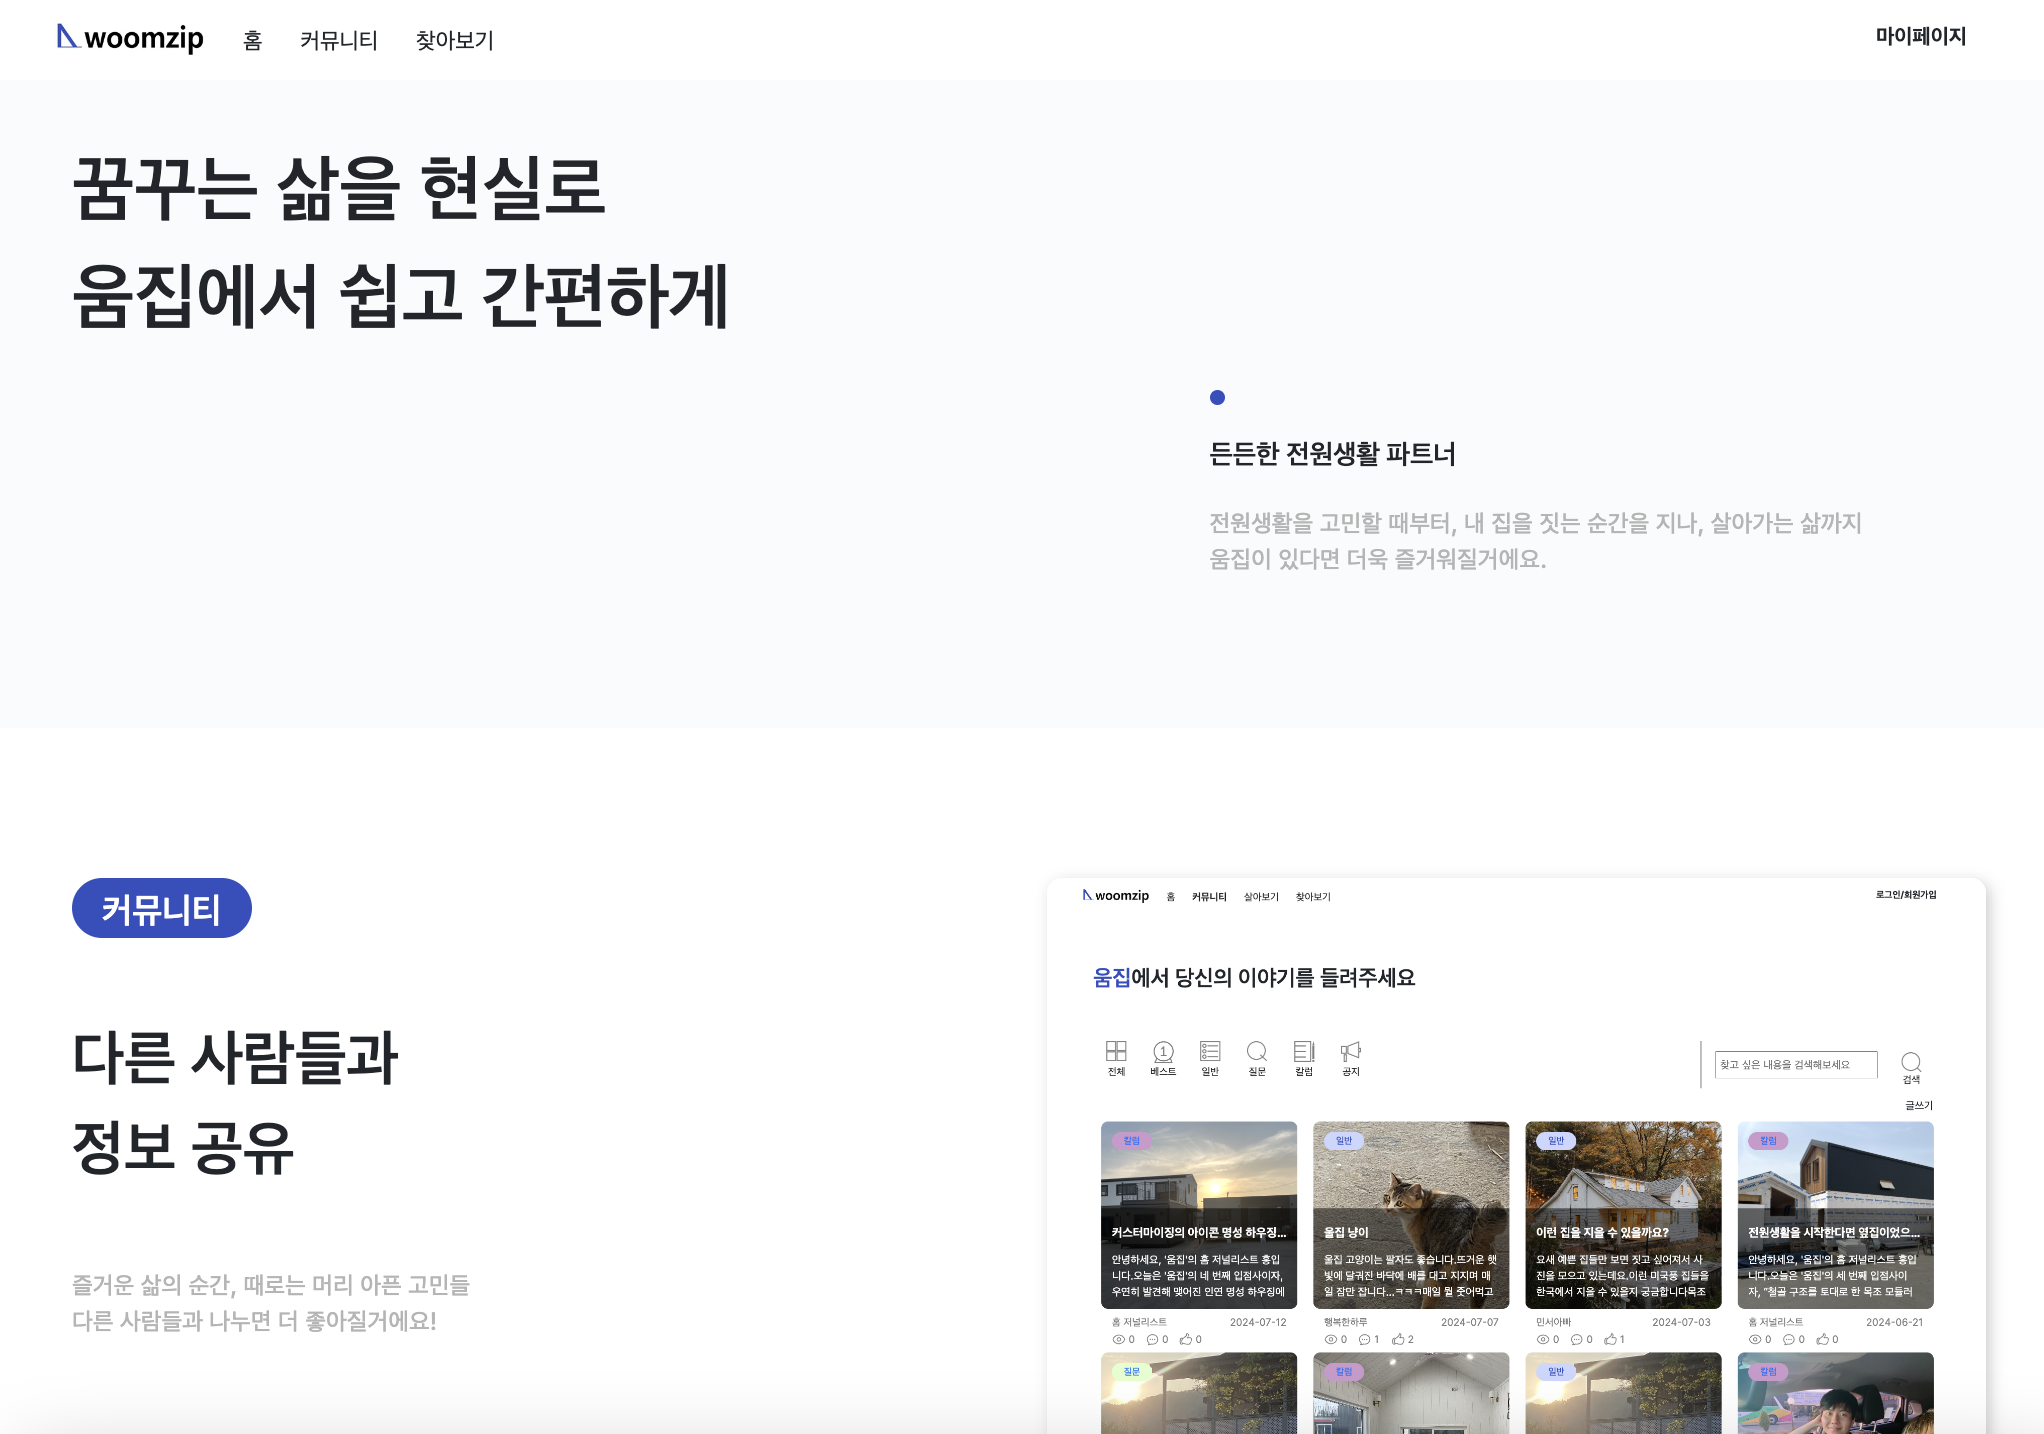 woomzip 홈 커뮤니티 찾아보기 마이페이지
꿈꾸는 삶을 현실로
움집에서 쉽고 간편하게
든든한 전원생활 파트너
전원생활을 고민할 때부터, 내 집을 짓는 순간을 지나, 살아가는 삶까지
움집이 있다면 더욱 즐거워질거에요.
커뮤니티
다른 사람들과
정보 공유
즐거운 삶의 순간, 때로는 머리 아픈 고민들
다른 사람들과 나누면 더 좋아질거에요!
woomzip 홈 커뮤니티 살아보기 찾아보기 로그인/회원가입
움집에서 당신의 이야기를 들려주세요
전체 베스트 일반 질문 칼럼 공지
찾고 싶은 내용을 검색해보세요
검색
글쓰기
칼럼
커스터마이징의 아이콘 명성 하우징...
안녕하세요, '움집'의 홈 저널리스트 홍입
니다.오늘은 '움집'의 네 번째 입점사이자,
우연히 발견해 맺어진 인연 명성 하우징에
홈 저널리스트 2024-07-12
0 0 0
일반
울집 냥이
울집 고양이는 팔자도 좋습니다.뜨거운 햇
빛에 달궈진 바닥에 배를 대고 지지며 매
일 잠만 잡니다...ㅋㅋㅋ매일 뭘 줏어먹고
행복한하루 2024-07-07
0 1 2
일반
이런 집을 지을 수 있을까요?
요새 예쁜 집들만 보면 짓고 싶어져서 사
진을 모으고 있는데요.이런 미국풍 집들을
한국에서 지을 수 있을지 궁금합니다목조
민서아빠 2024-07-03
0 0 1
칼럼
전원생활을 시작한다면 옆집이었으...
안녕하세요, '움집'의 홈 저널리스트 홍입
니다.오늘은 '움집'의 세 번째 입점사이
자, "철골 구조를 토대로 한 목조 모듈러
홈 저널리스트 2024-06-21
0 0 0
질문
칼럼
일반
칼럼